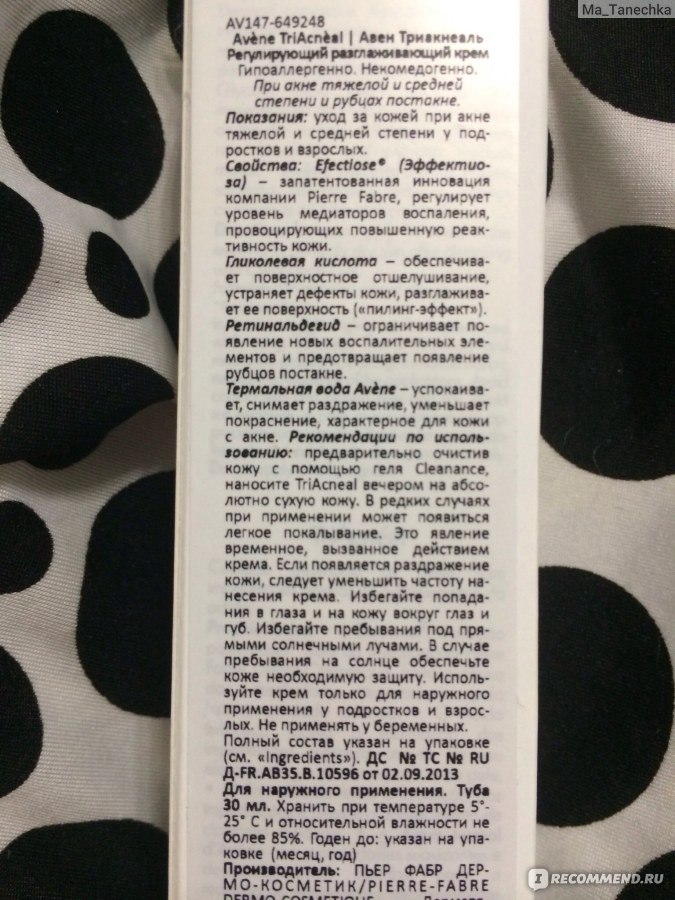 Ma_Tanechka
AV147-649248
Avène TriAcnèal | Авен Триакнеаль
Регулирующий разглаживающий крем
Гипоаллергенно. Некомедогенно.
При акне тяжелой и средней
степени и рубцах постакне.
Показания: уход за кожей при акне
тяжелой и средней степени у под-
ростков и взрослых.
Свойства: Efectiose® (Эффектио-
за) – запатентованная инновация
компании Pierre Fabre, регулирует
уровень медиаторов воспаления,
провоцирующих повышенную реак-
тивность кожи.
Гликолевая кислота – обеспечива-
ет поверхностное отшелушивание,
устраняет дефекты кожи, разглажива-
ет ее поверхность («пилинг-эффект»).
Ретинальдегид – ограничивает по-
явление новых воспалительных эле-
ментов и предотвращает появление
рубцов постакне.
Термальная вода Avène – успокаива-
ет, снимает раздражение, уменьшает
покраснение, характерное для кожи
с акне. Рекомендации по исполь-
зованию: предварительно очистив
кожу с помощью геля Cleanance,
наносите TriAcneal вечером на абсо-
лютно сухую кожу. В редких случаях
при применении может появиться
легкое покалывание. Это явление
временное, вызванное действием
крема. Если появляется раздражение
кожи, следует уменьшить частоту на-
несения крема. Избегайте попада-
ния в глаза и на кожу вокруг глаз и
губ. Избегайте пребывания под пря-
мыми солнечными лучами. В случае
пребывания на солнце обеспечьте
коже необходимую защиту. Исполь-
зуйте крем только для наружного
применения у подростков и взрос-
лых. Не применять у беременных.
Полный состав указан на упаковке
(см. «Ingredients»). ДС № ТС № RU
Д-FR.АВ35.В.10596 от 02.09.2013
Для наружного применения. Туба
30 мл. Хранить при температуре 5°-
25° С и относительной влажности не
более 85%. Годен до: указан на упа-
ковке (месяц, год)
Производитель: ПЬЕР ФАБР ДЕР-
МО-КОСМЕТИК/PIERRE-FABRE
DERMO-COSMETIQUE
IRECOMMEND.RU